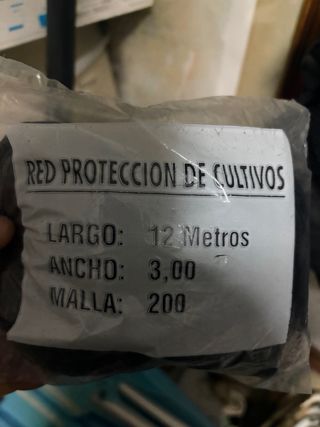 RED PROTECCION DE CULTIVOS
LARGO: 12 Metros
ANCHO: 3,00
MALLA: 200